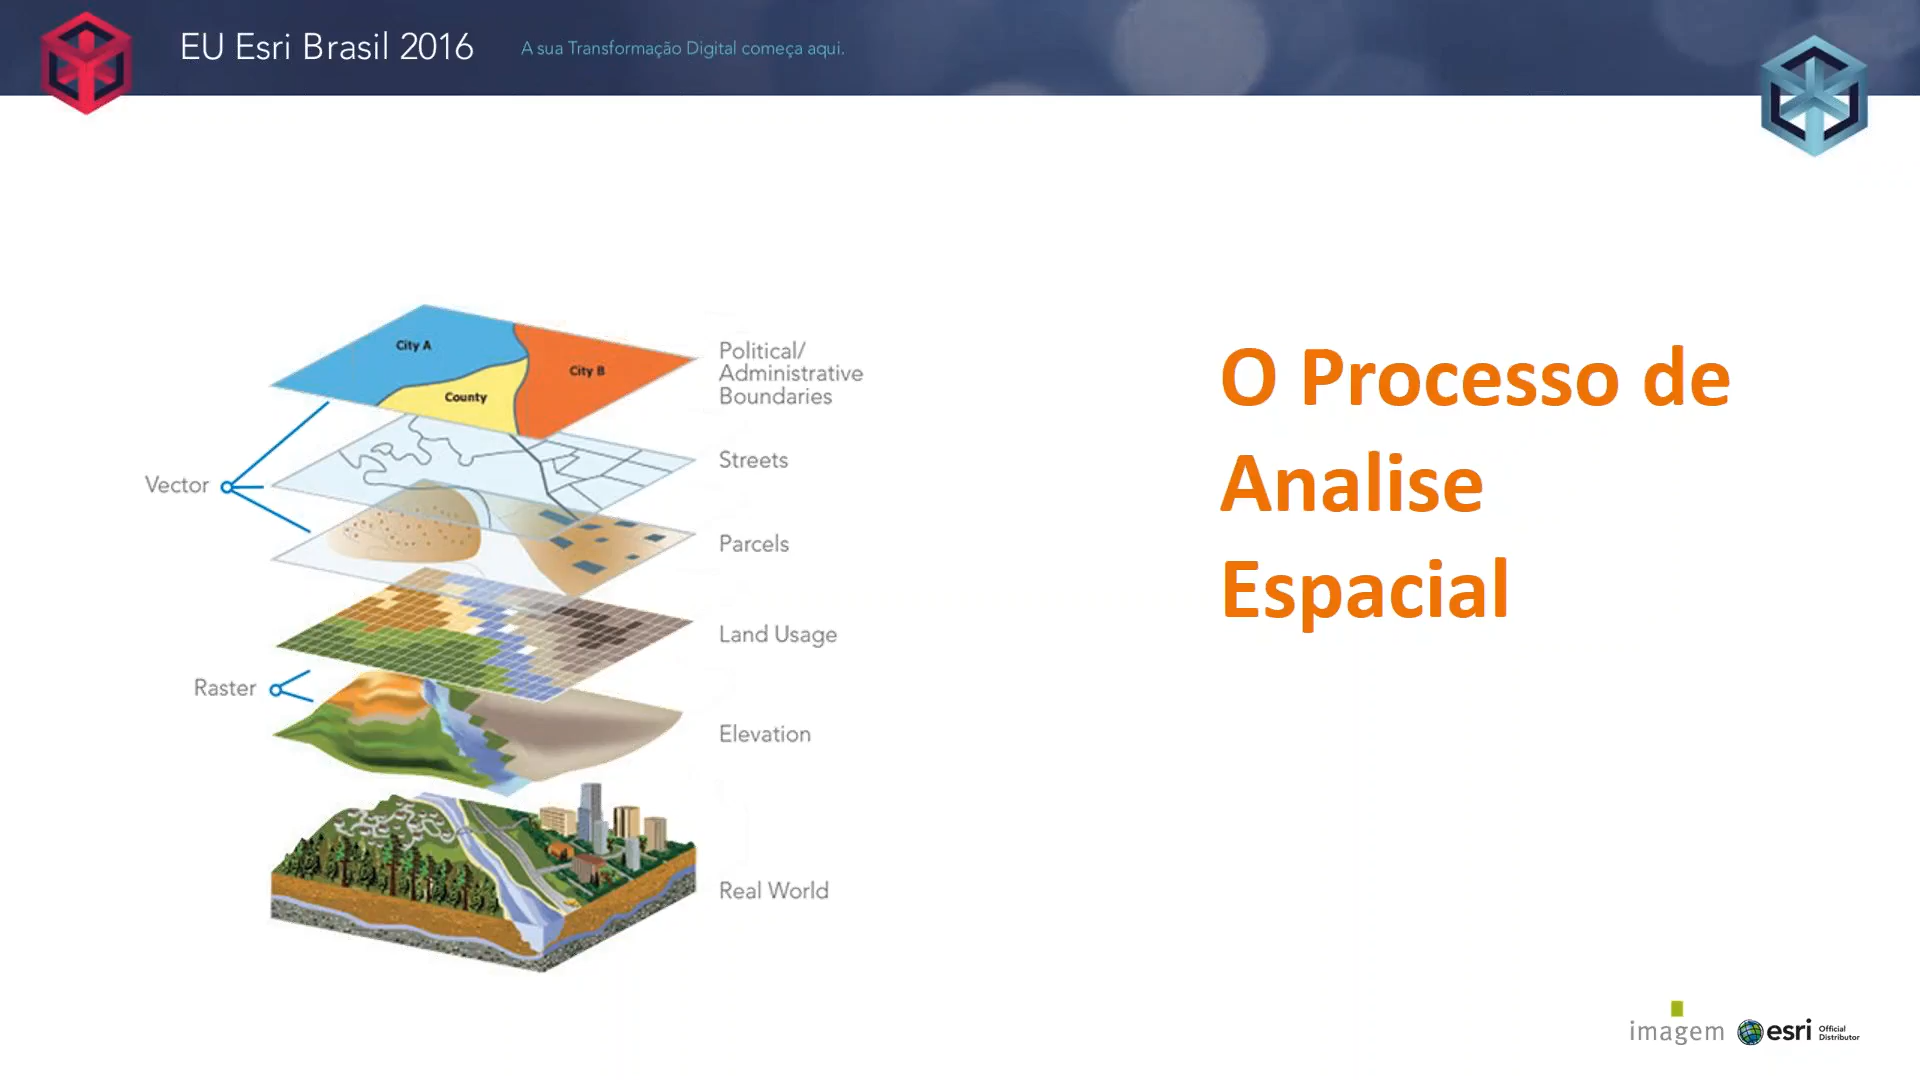 EU Esri Brasil 2016
A sua Transformação Digital começa aqui.
City A
City B
County
Political/
Administrative
Boundaries
Streets
Vector
Parcels
Land Usage
Raster
Elevation
Real World
O Processo de
Analise
Espacial
imagem
esri
Official
Distributor